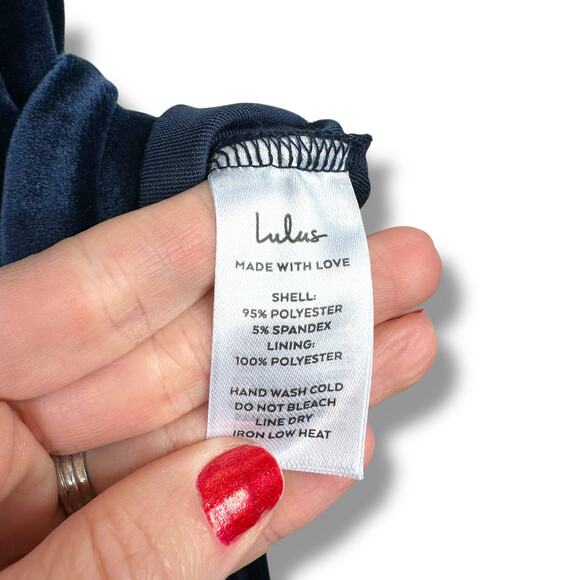 Lulus
MADE WITH LOVE
SHELL:
95% POLYESTER
5% SPANDEX
LINING:
100% POLYESTER
HAND WASH COLD
DO NOT BLEACH
LINE DRY
IRON LOW HEAT